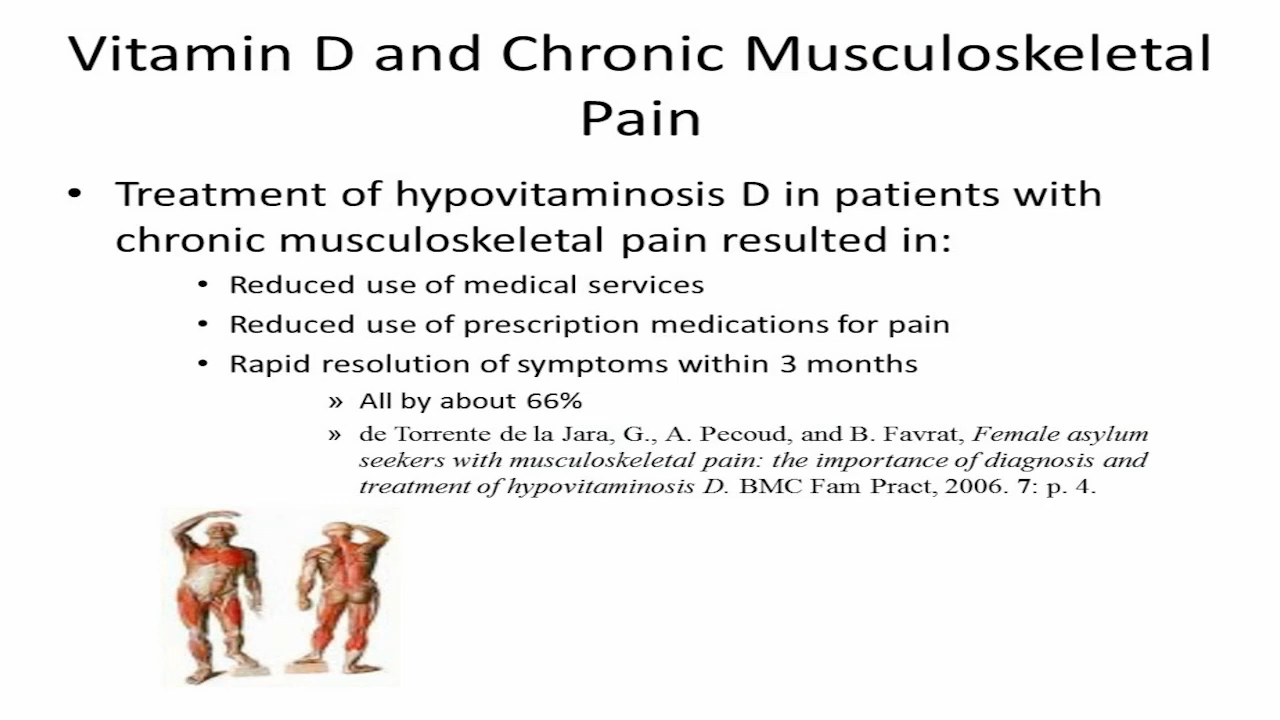 Vitamin D and Chronic Musculoskeletal
Pain
• Treatment of hypovitaminosis D in patients with
chronic musculoskeletal pain resulted in:
• Reduced use of medical services
• Reduced use of prescription medications for pain
• Rapid resolution of symptoms within 3 months
» All by about 66%
» de Torrente de la Jara, G., A. Pecoud, and B. Favrat, Female asylum
seekers with musculoskeletal pain: the importance of diagnosis and
treatment of hypovitaminosis D. BMC Fam Pract, 2006. 7: p. 4.